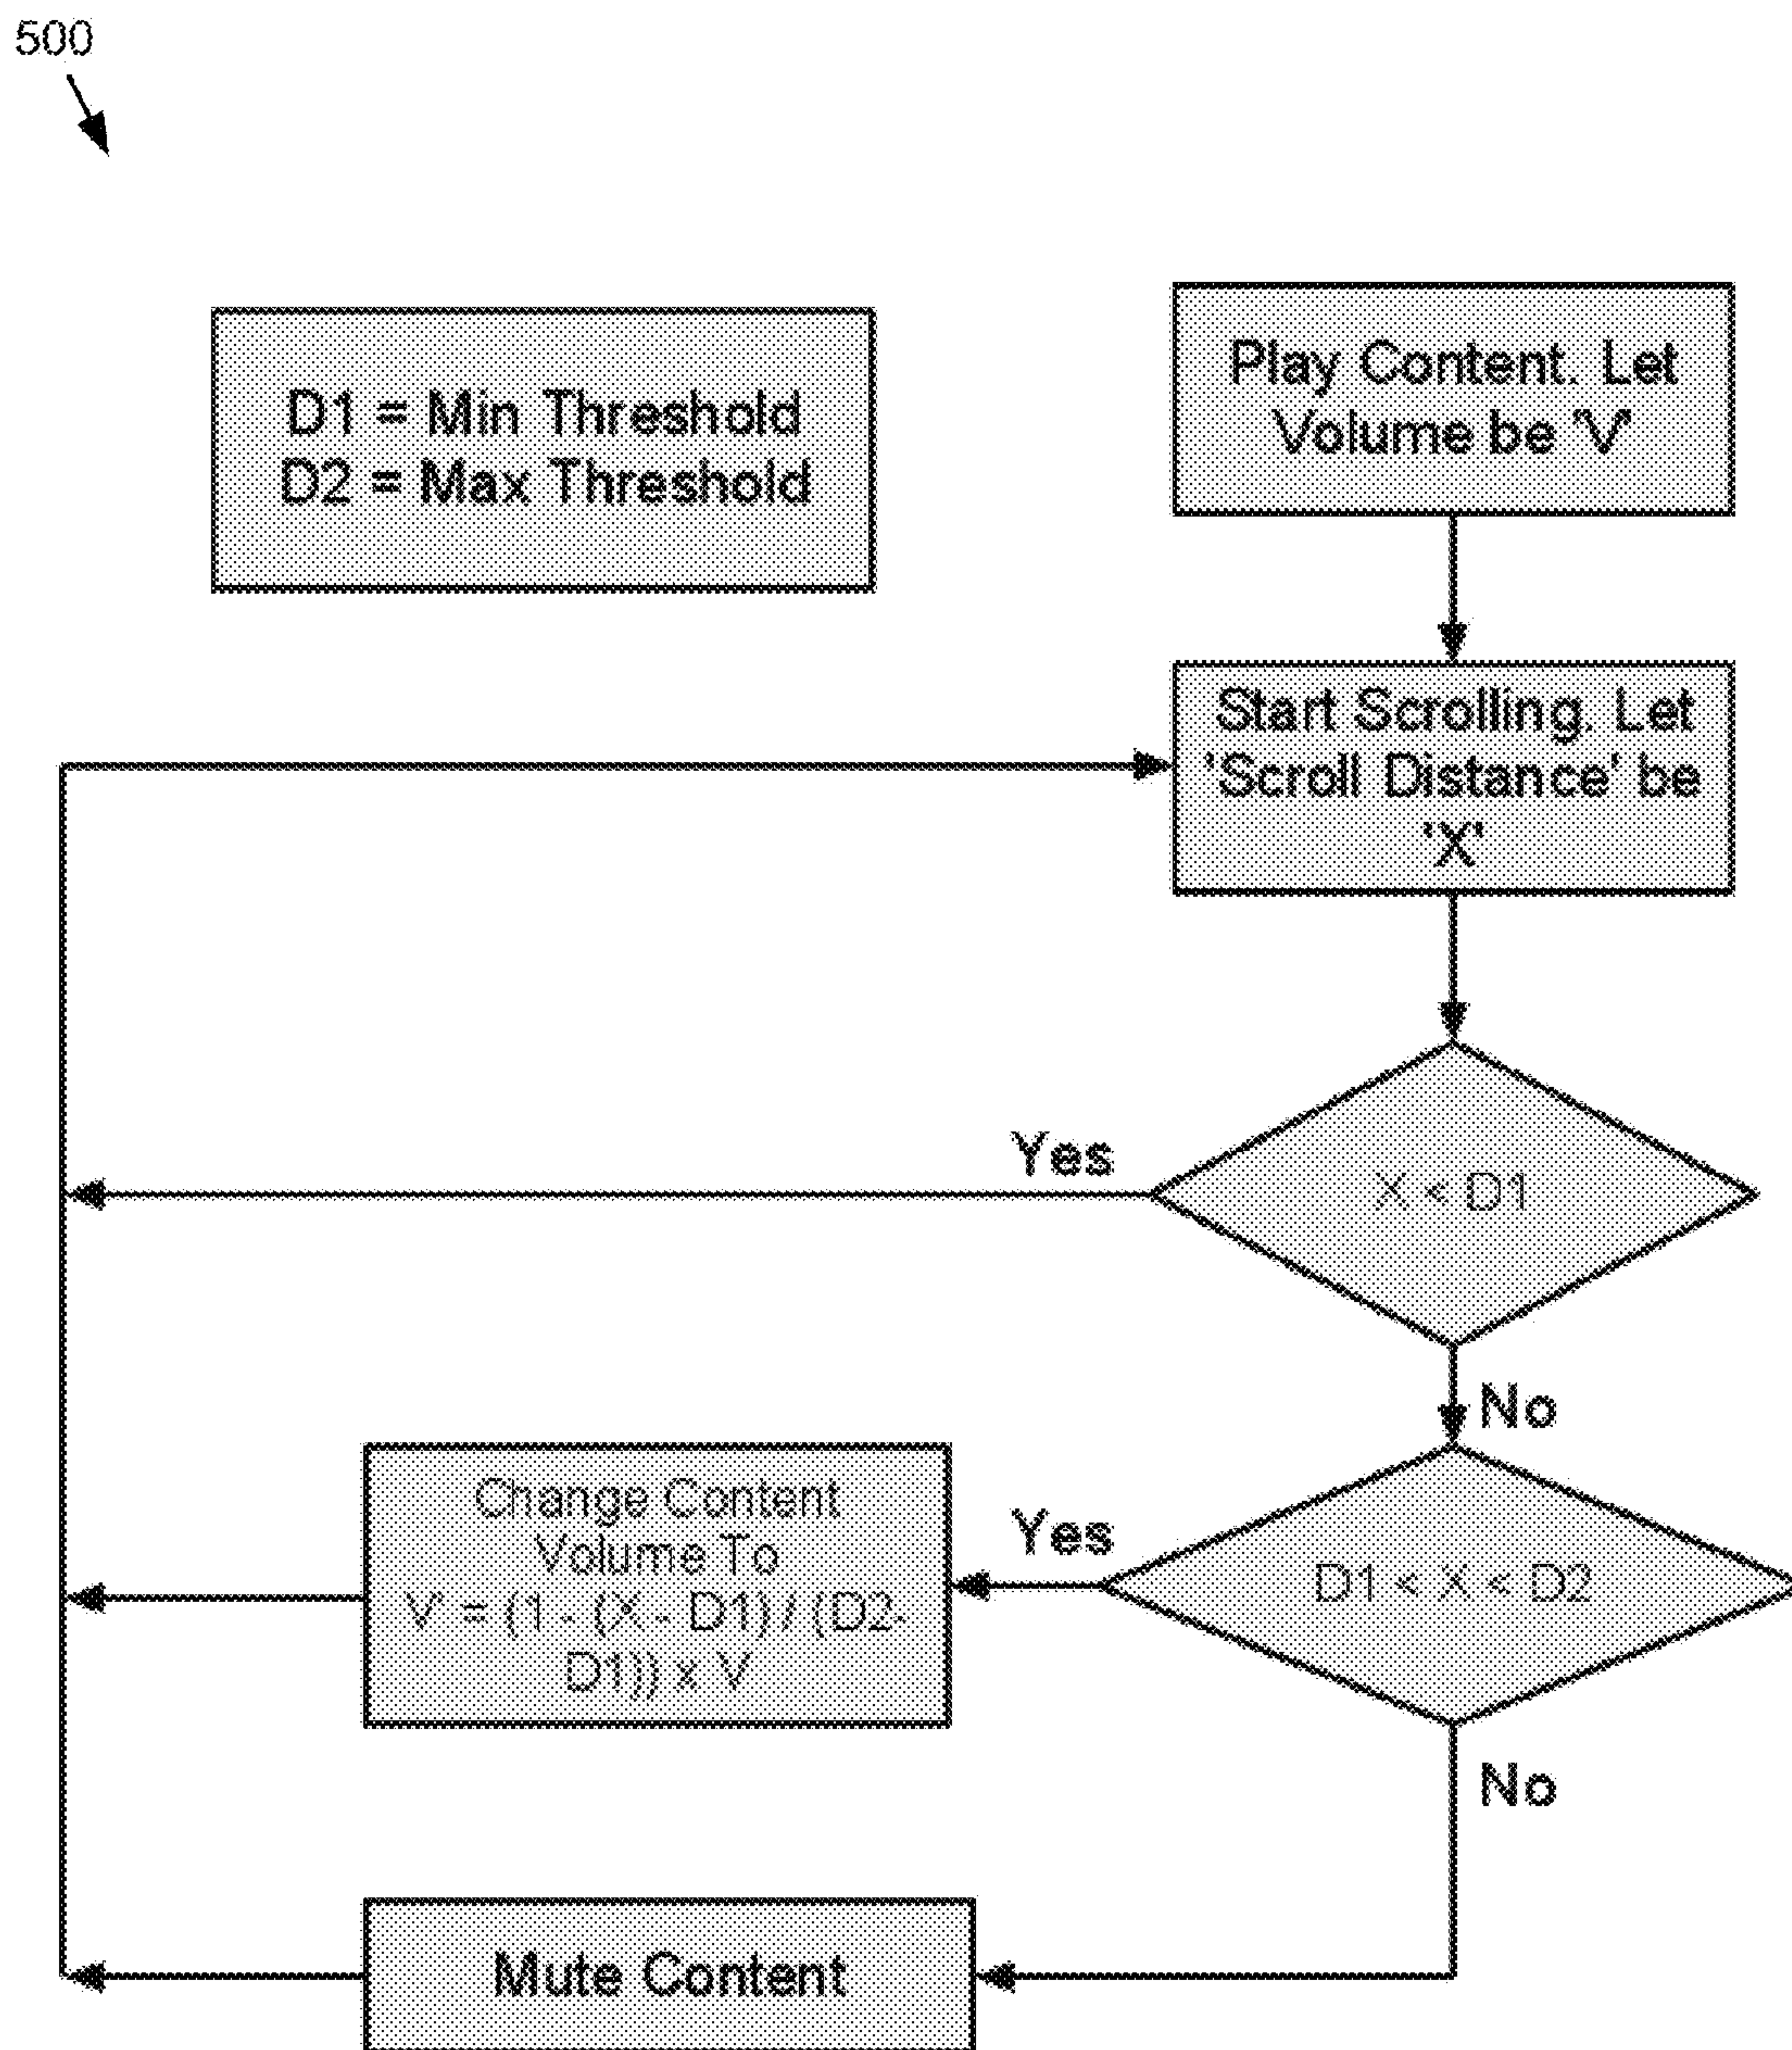 500
D1 = Min Threshold
D2 = Max Threshold
Play Content. Let
Volume be 'V'
Start Scrolling. Let
'Scroll Distance' be
'X'
Yes
X < D1
No
Change Content
Volume To
V' = (1 - (X - D1) / (D2-
D1)) x V
Yes
D1 < X < D2
No
Mute Content